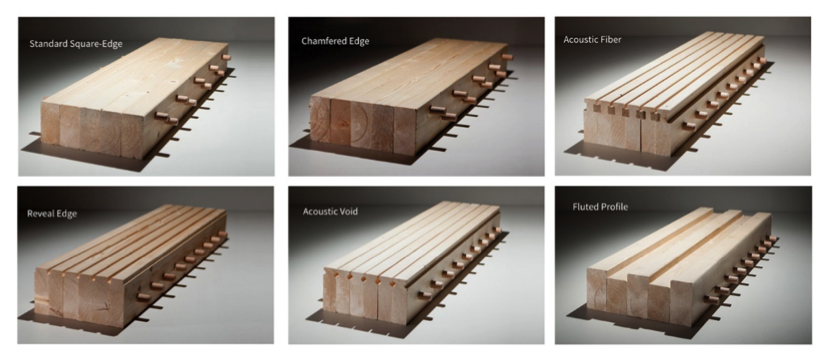 Standard Square-Edge
Chamfered Edge
Acoustic Fiber
Reveal Edge
Acoustic Void
Fluted Profile